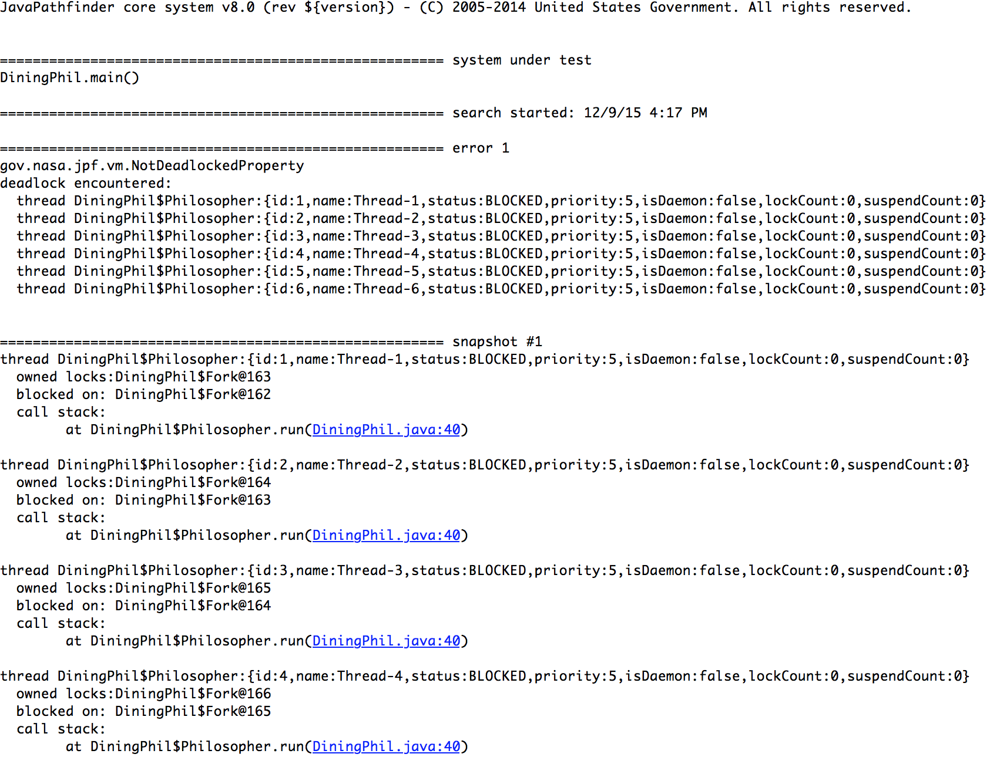 JavaPathfinder core system v8.0 (rev ${version}) - (C) 2005-2014 United States Government. All rights reserved.
====================================================== system under test
DiningPhil.main()
====================================================== search started: 12/9/15 4:17 PM
====================================================== error 1
gov.nasa.jpf.vm.NotDeadlockedProperty
deadlock encountered:
  thread DiningPhil$Philosopher:{id:1,name:Thread-1,status:BLOCKED,priority:5,isDaemon:false,lockCount:0,suspendCount:0}
  thread DiningPhil$Philosopher:{id:2,name:Thread-2,status:BLOCKED,priority:5,isDaemon:false,lockCount:0,suspendCount:0}
  thread DiningPhil$Philosopher:{id:3,name:Thread-3,status:BLOCKED,priority:5,isDaemon:false,lockCount:0,suspendCount:0}
  thread DiningPhil$Philosopher:{id:4,name:Thread-4,status:BLOCKED,priority:5,isDaemon:false,lockCount:0,suspendCount:0}
  thread DiningPhil$Philosopher:{id:5,name:Thread-5,status:BLOCKED,priority:5,isDaemon:false,lockCount:0,suspendCount:0}
  thread DiningPhil$Philosopher:{id:6,name:Thread-6,status:BLOCKED,priority:5,isDaemon:false,lockCount:0,suspendCount:0}
====================================================== snapshot #1
thread DiningPhil$Philosopher:{id:1,name:Thread-1,status:BLOCKED,priority:5,isDaemon:false,lockCount:0,suspendCount:0}
  owned locks:DiningPhil$Fork@163
  blocked on: DiningPhil$Fork@162
  call stack:
        at DiningPhil$Philosopher.run(DiningPhil.java:40)
thread DiningPhil$Philosopher:{id:2,name:Thread-2,status:BLOCKED,priority:5,isDaemon:false,lockCount:0,suspendCount:0}
  owned locks:DiningPhil$Fork@164
  blocked on: DiningPhil$Fork@163
  call stack:
        at DiningPhil$Philosopher.run(DiningPhil.java:40)
thread DiningPhil$Philosopher:{id:3,name:Thread-3,status:BLOCKED,priority:5,isDaemon:false,lockCount:0,suspendCount:0}
  owned locks:DiningPhil$Fork@165
  blocked on: DiningPhil$Fork@164
  call stack:
        at DiningPhil$Philosopher.run(DiningPhil.java:40)
thread DiningPhil$Philosopher:{id:4,name:Thread-4,status:BLOCKED,priority:5,isDaemon:false,lockCount:0,suspendCount:0}
  owned locks:DiningPhil$Fork@166
  blocked on: DiningPhil$Fork@165
  call stack:
        at DiningPhil$Philosopher.run(DiningPhil.java:40)